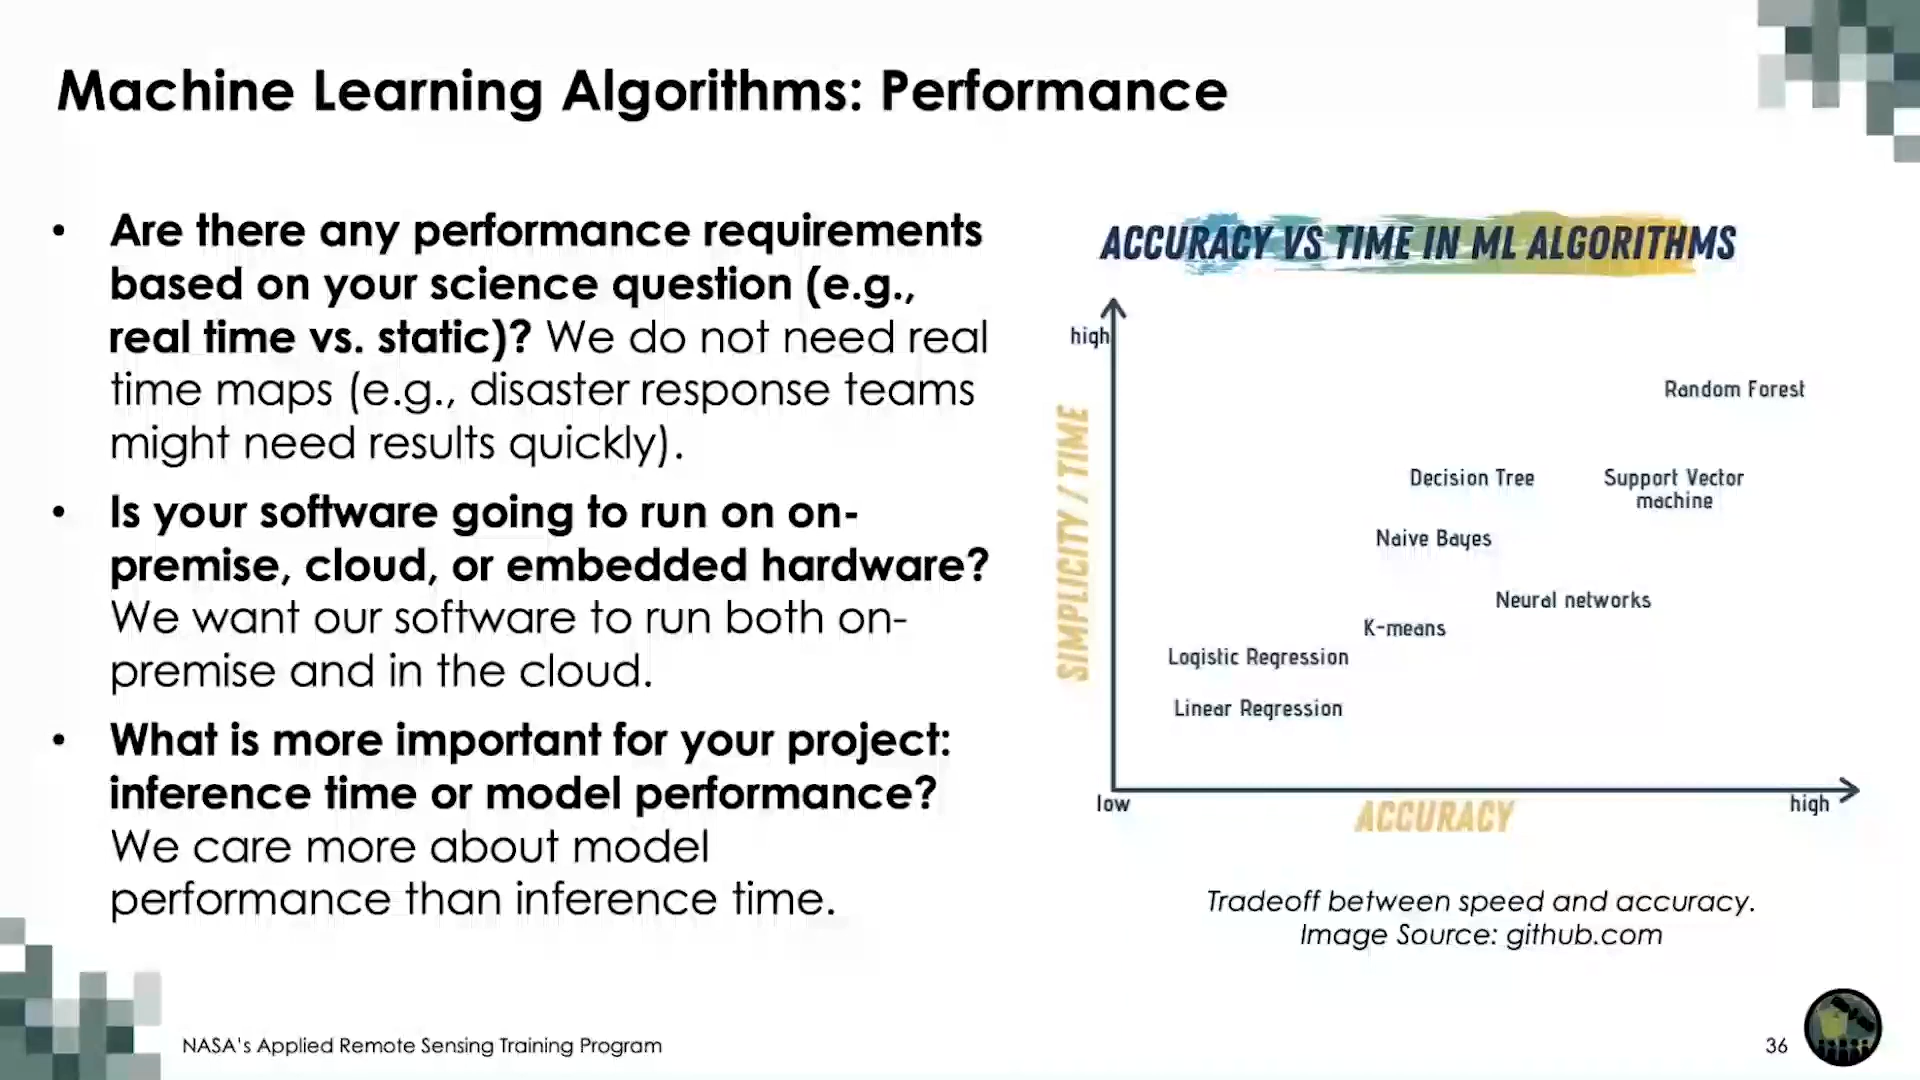 Machine Learning Algorithms: Performance
• Are there any performance requirements
based on your science question (e.g.,
real time vs. static)? We do not need real
time maps (e.g., disaster response teams
might need results quickly).
• Is your software going to run on on-
premise, cloud, or embedded hardware?
We want our software to run both on-
premise and in the cloud.
• What is more important for your project:
inference time or model performance?
We care more about model
performance than inference time.
ACCURACY VS TIME IN ML ALGORITHMS
high
SIMPLICITY / TIME
Random Forest
Decision Tree
Support Vector
machine
Naive Bayes
Neural networks
K-means
Logistic Regression
Linear Regression
low
ACCURACY
high
Tradeoff between speed and accuracy.
Image Source: github.com
NASA's Applied Remote Sensing Training Program
36